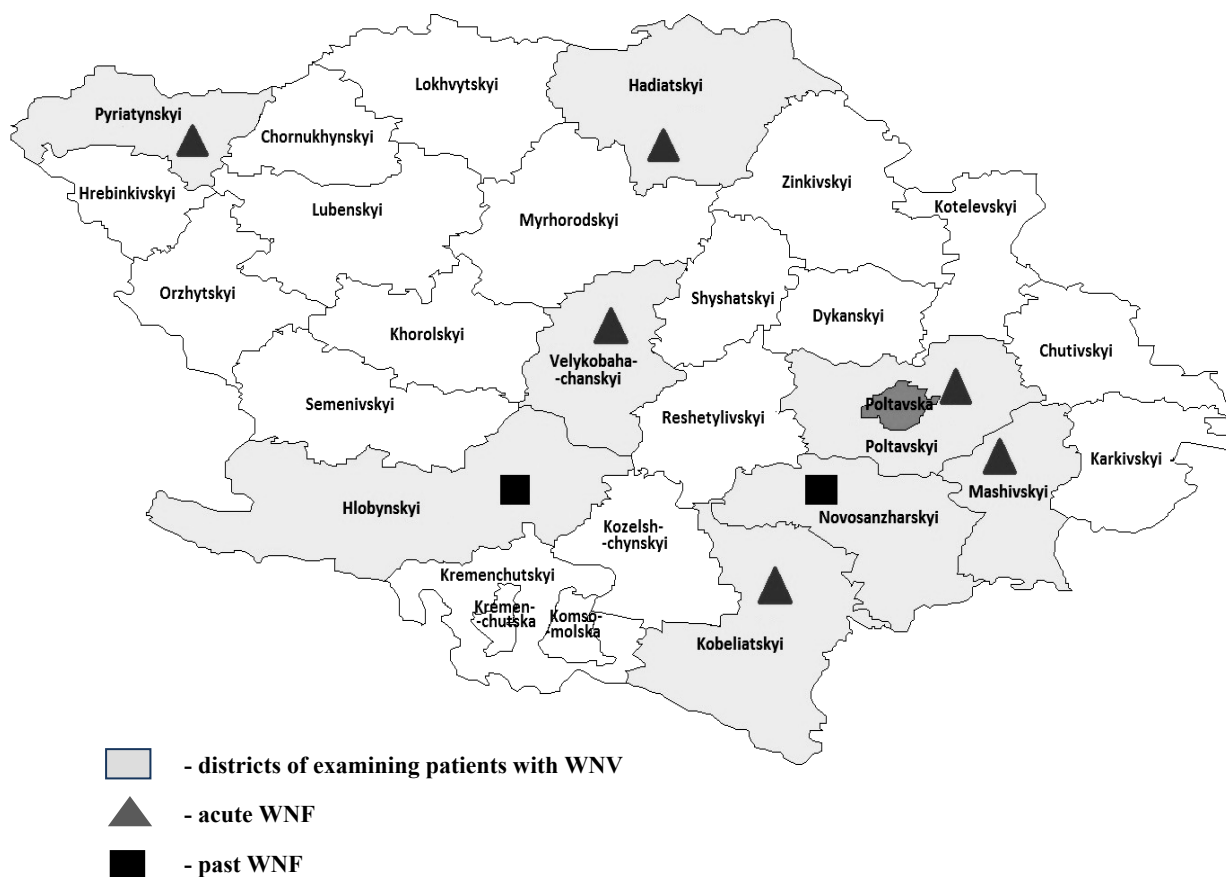 Lokhvytskyi
Hadiatskyi
Pyriatynskyi
Chornukhynskyi
Zinkivskyi
Hrebinkivskyi
Lubenskyi
Myrhorodskyi
Kotelevskyi
Orzhytskyi
Shyshatskyi
Dykanskyi
Khorolskyi
Chutivskyi
Velykobaha-
-chanskyi
Semenivskyi
Poltavska
Reshetylivskyi
Poltavskyi
Karkivskyi
Mashivskyi
Hlobynskyi
Novosanzharskyi
Kozelsh-
-chynskyi
Kremenchutskyi
Kremen-
-chutska
Komso-
-molska
Kobeliatskyi
- districts of examining patients with WNV
- acute WNF
- past WNF